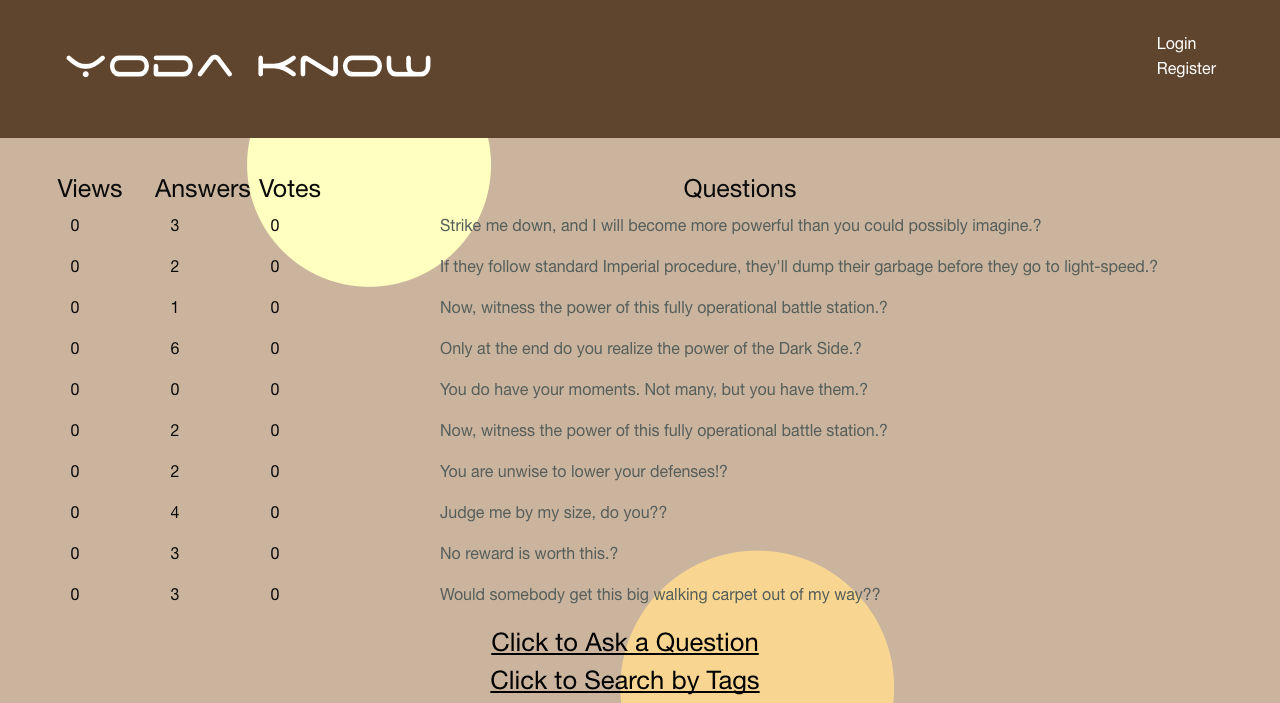 YODA KNOW
Login
Register
Views Answers Votes Questions
0 3 0 Strike me down, and I will become more powerful than you could possibly imagine.?
0 2 0 If they follow standard Imperial procedure, they'll dump their garbage before they go to light-speed.?
0 1 0 Now, witness the power of this fully operational battle station.?
0 6 0 Only at the end do you realize the power of the Dark Side.?
0 0 0 You do have your moments. Not many, but you have them.?
0 2 0 Now, witness the power of this fully operational battle station.?
0 2 0 You are unwise to lower your defenses!?
0 4 0 Judge me by my size, do you??
0 3 0 No reward is worth this.?
0 3 0 Would somebody get this big walking carpet out of my way??
Click to Ask a Question
Click to Search by Tags